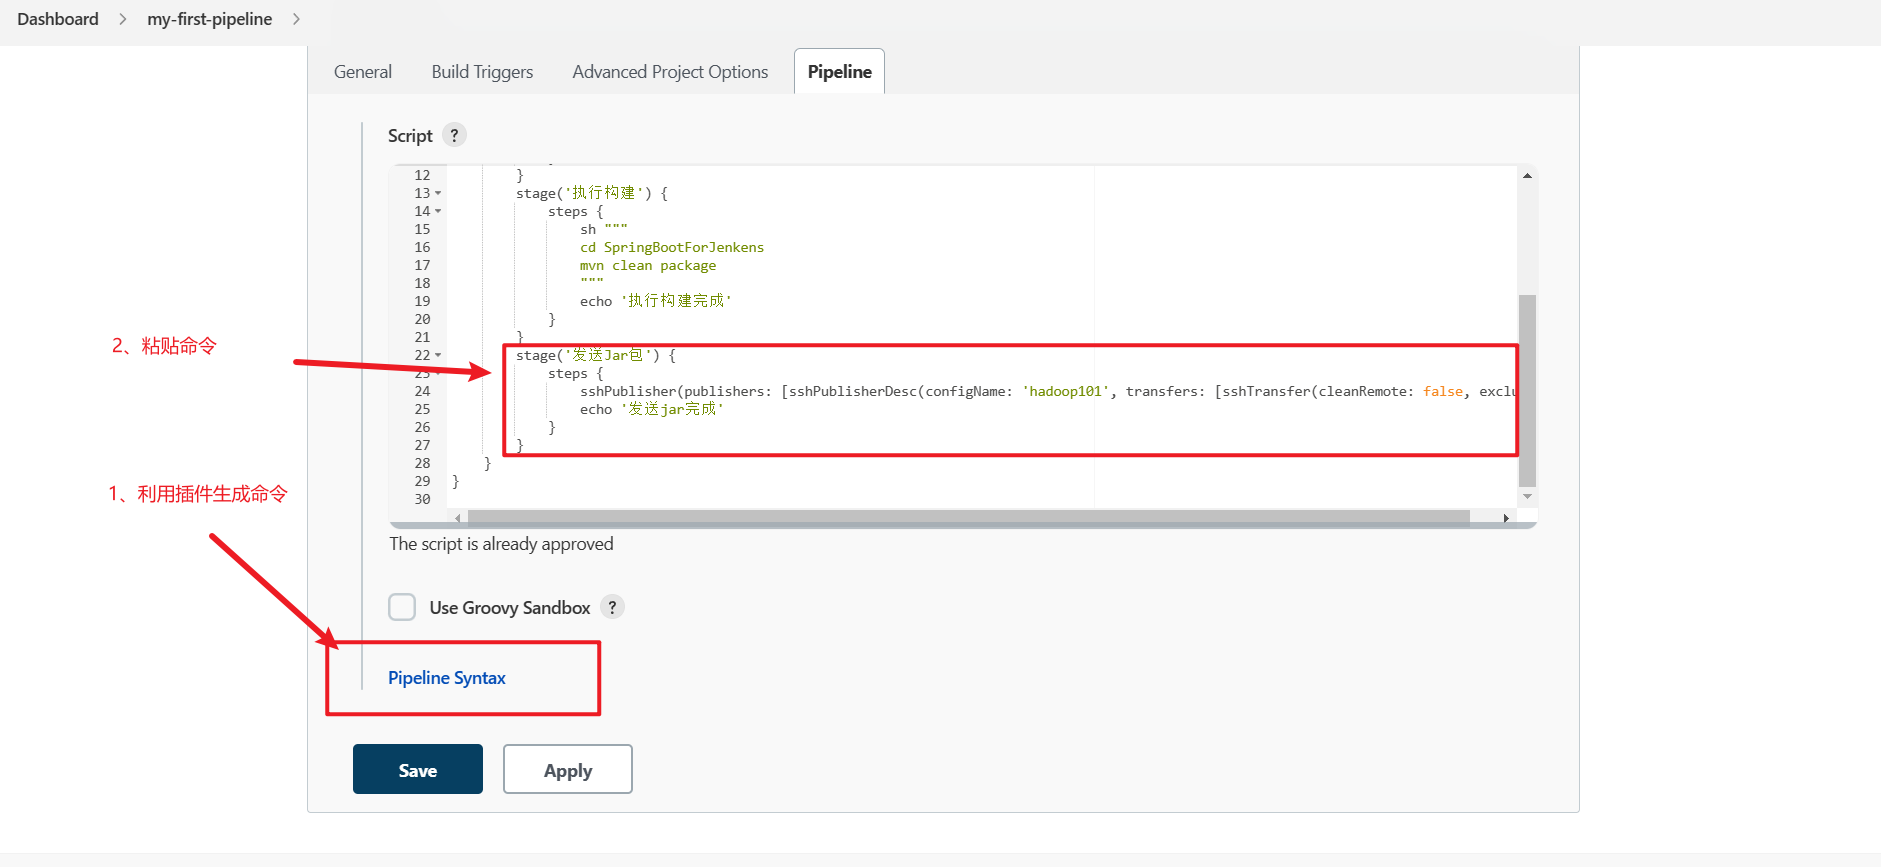 Dashboard > my-first-pipeline >
General Build Triggers Advanced Project Options Pipeline
Script ?
12 }
13 stage('执行构建') {
14 steps {
15 sh """
16 cd SpringBootForJenkens
17 mvn clean package
18 """
19 echo '执行构建完成'
20 }
21 }
22 stage('发送Jar包') {
23 steps {
24 sshPublisher(publishers: [sshPublisherDesc(configName: 'hadoop101', transfers: [sshTransfer(cleanRemote: false, exclu
25 echo '发送jar完成'
26 }
27 }
28 }
29 }
30
2、粘贴命令
1、利用插件生成命令
The script is already approved
Use Groovy Sandbox ?
Pipeline Syntax
Save Apply